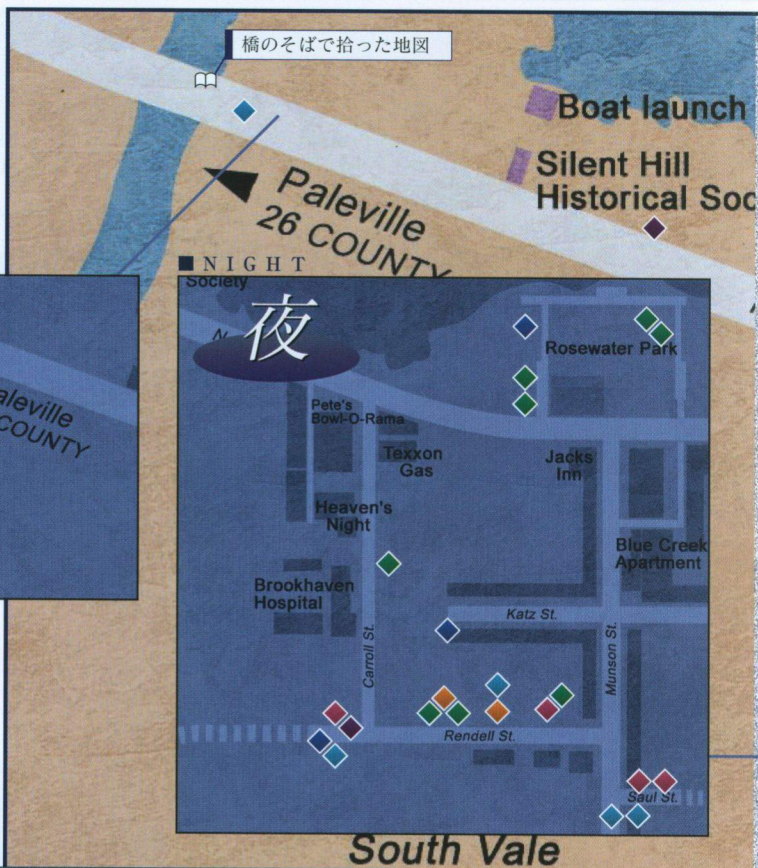 橋のそばで拾った地図
Boat launch
Silent Hill
Historical Soc
Paleville
26 COUNTY
■NIGHT
Society
夜
N
Rosewater Park
aleville
COUNTY
Pete's
Bowl-O-Rama
Texxon
Gas
Jacks
Inn
Heaven's
Night
Blue Creek
Apartment
Brookhaven
Hospital
Katz St.
Carroll St.
Munson St.
Rendell St.
Saul St.
South Vale